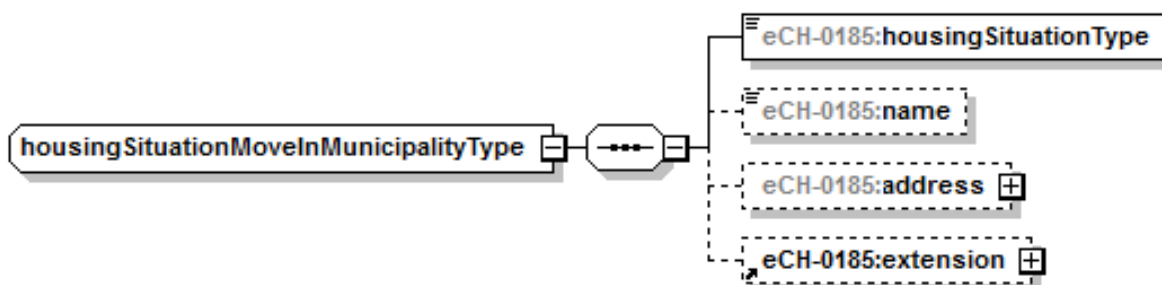 eCH-0185:housingSituationType
eCH-0185:name
housingSituationMoveInMunicipalityType
eCH-0185:address
eCH-0185:extension